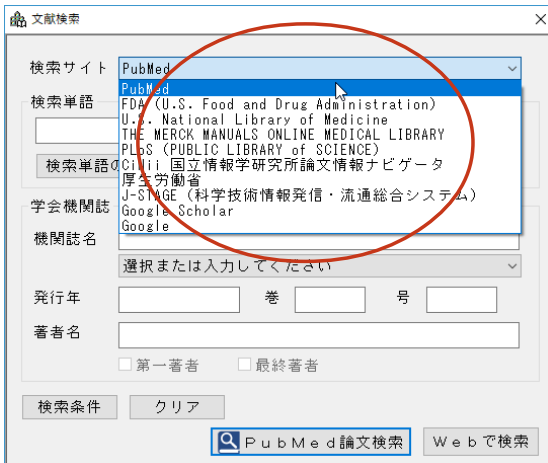 文献検索
検索サイト PubMed
PubMed
検索単語
FDA (U.S. Food and Drug Administration)
U.S. National Library of Medicine
THE MERCK MANUALS ONLINE MEDICAL LIBRARY
PLoS (PUBLIC LIBRARY of SCIENCE)
CiNii 国立情報学研究所論文情報ナビゲータ
検索単語の
厚生労働省
J-STAGE (科学技術情報発信・流通総合システム)
学会機関誌
Google Scholar
Google
機関誌名
選択または入力してください
発行年 巻 号
著者名
第一著者 最終著者
検索条件 クリア
PubMed論文検索 Webで検索